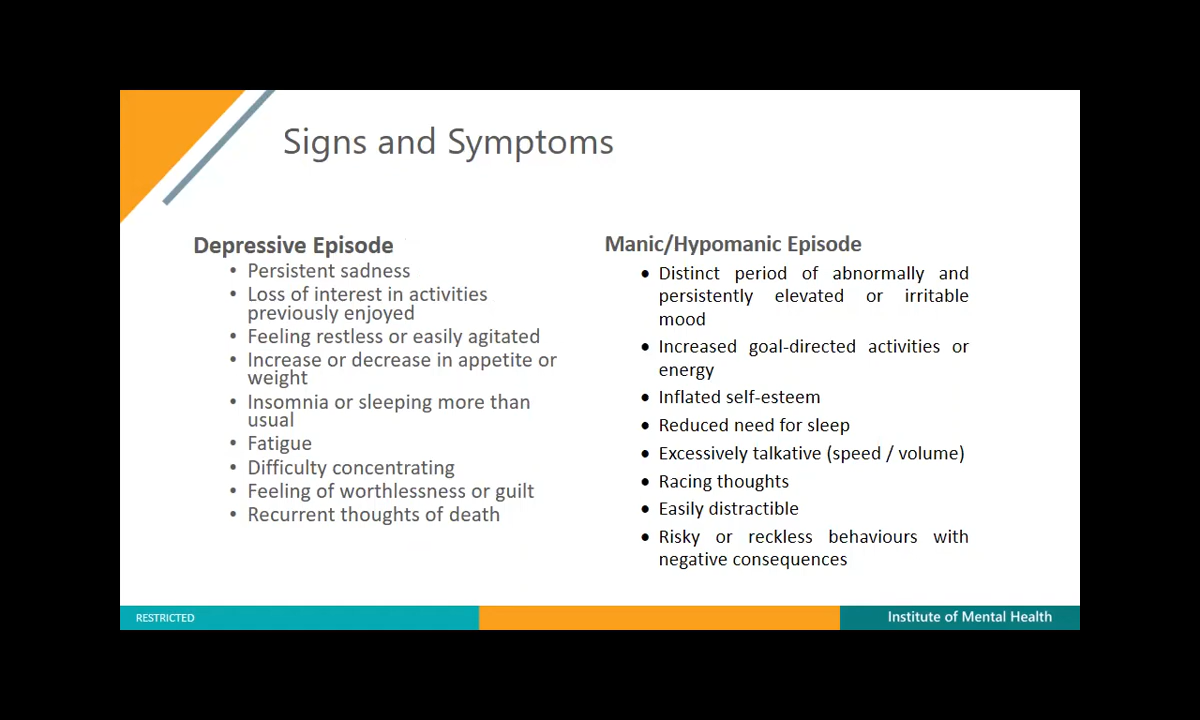 Signs and Symptoms
Depressive Episode
• Persistent sadness
• Loss of interest in activities
previously enjoyed
• Feeling restless or easily agitated
• Increase or decrease in appetite or
weight
• Insomnia or sleeping more than
usual
• Fatigue
• Difficulty concentrating
• Feeling of worthlessness or guilt
• Recurrent thoughts of death
Manic/Hypomanic Episode
• Distinct period of abnormally and
persistently elevated or irritable
mood
• Increased goal-directed activities or
energy
• Inflated self-esteem
• Reduced need for sleep
• Excessively talkative (speed / volume)
• Racing thoughts
• Easily distractible
• Risky or reckless behaviours with
negative consequences
RESTRICTED
Institute of Mental Health